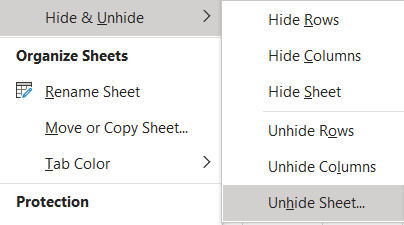 Hide & Unhide
Organize Sheets
Rename Sheet
Move or Copy Sheet...
Tab Color
Protection
Hide Rows
Hide Columns
Hide Sheet
Unhide Rows
Unhide Columns
Unhide Sheet...